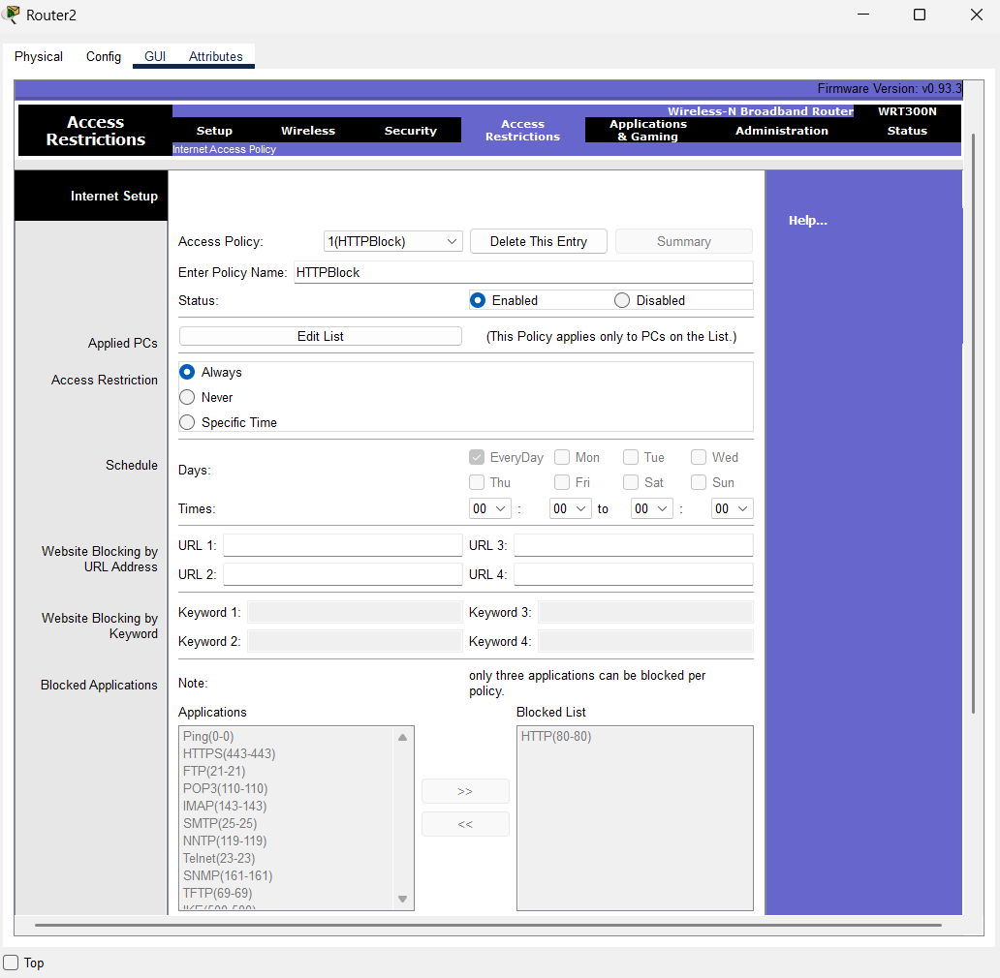 Router2
Physical Config GUI Attributes
Firmware Version: v0.93.3
Wireless-N Broadband Router WRT300N
Access Restrictions
Setup Wireless Security Access Restrictions Applications & Gaming Administration Status
Internet Access Policy
Internet Setup
Help...
Access Policy: 1(HTTPBlock) Delete This Entry Summary
Enter Policy Name: HTTPBlock
Status: Enabled Disabled
Applied PCs Edit List (This Policy applies only to PCs on the List.)
Access Restriction
Always
Never
Specific Time
Schedule
Days: EveryDay Mon Tue Wed
Thu Fri Sat Sun
Times: 00 : 00 to 00 : 00
Website Blocking by URL Address
URL 1: URL 3:
URL 2: URL 4:
Website Blocking by Keyword
Keyword 1: Keyword 3:
Keyword 2: Keyword 4:
Blocked Applications
Note: only three applications can be blocked per policy.
Applications Blocked List
Ping(0-0) HTTP(80-80)
HTTPS(443-443)
FTP(21-21)
POP3(110-110)
IMAP(143-143)
>>
SMTP(25-25)
<<
NNTP(119-119)
Telnet(23-23)
SNMP(161-161)
TFTP(69-69)
Top